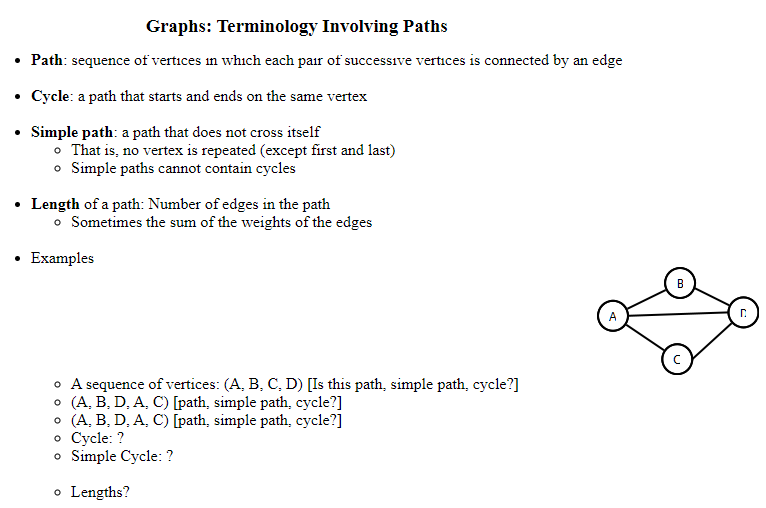 Graphs: Terminology Involving Paths
Path: sequence of vertices in which each pair of successive vertices is connected by an edge
Cycle: a path that starts and ends on the same vertex
Simple path: a path that does not cross itself
That is, no vertex is repeated (except first and last)
Simple paths cannot contain cycles
Length of a path: Number of edges in the path
Sometimes the sum of the weights of the edges
Examples
B
A
C
A sequence of vertices: (A, B, C, D) [Is this path, simple path, cycle?]
(A, B, D, A, C) [path, simple path, cycle?]
(A, B, D, A, C) [path, simple path, cycle?]
Cycle: ?
Simple Cycle: ?
Lengths?